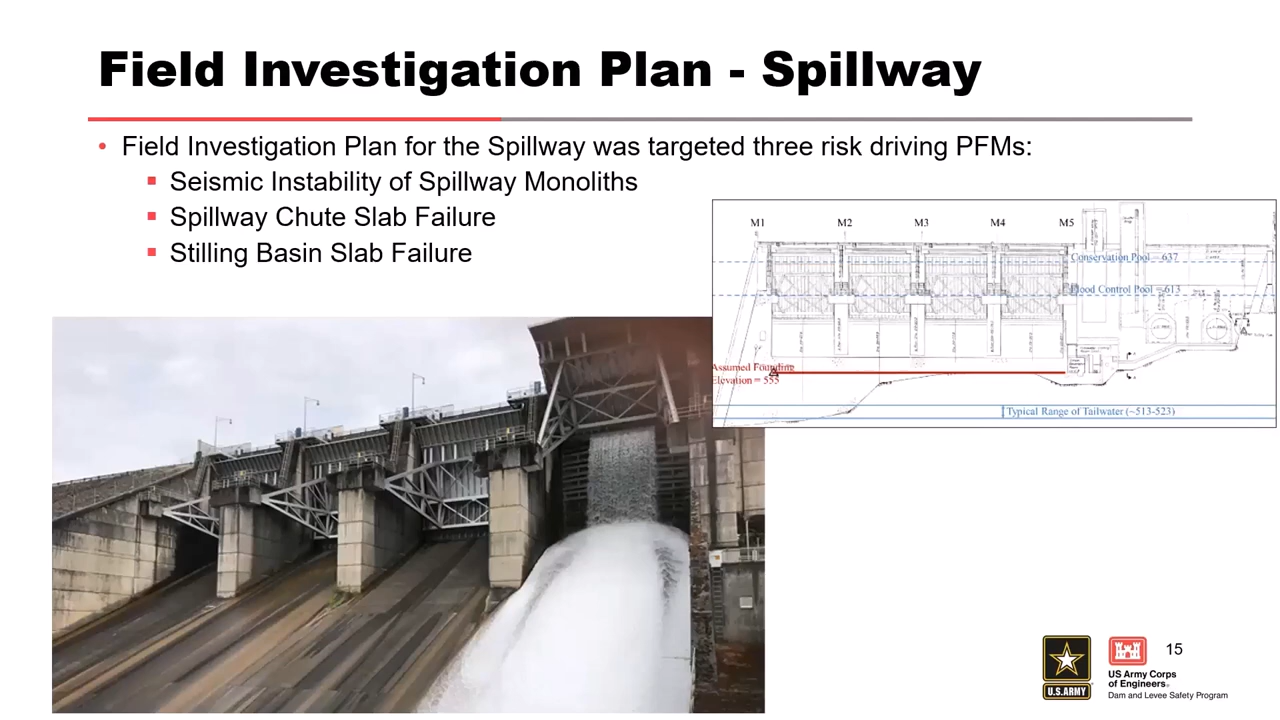 Field Investigation Plan - Spillway
• Field Investigation Plan for the Spillway was targeted three risk driving PFMs:
▪ Seismic Instability of Spillway Monoliths
▪ Spillway Chute Slab Failure
▪ Stilling Basin Slab Failure
M1 M2 M3 M4 M5
Conservation Pool = 637
Flood Control Pool = 613
Assumed Founding
Elevation = 555
Typical Range of Tailwater (~513-523)
15
U.S.ARMY
US Army Corps
of Engineers®
Dam and Levee Safety Program